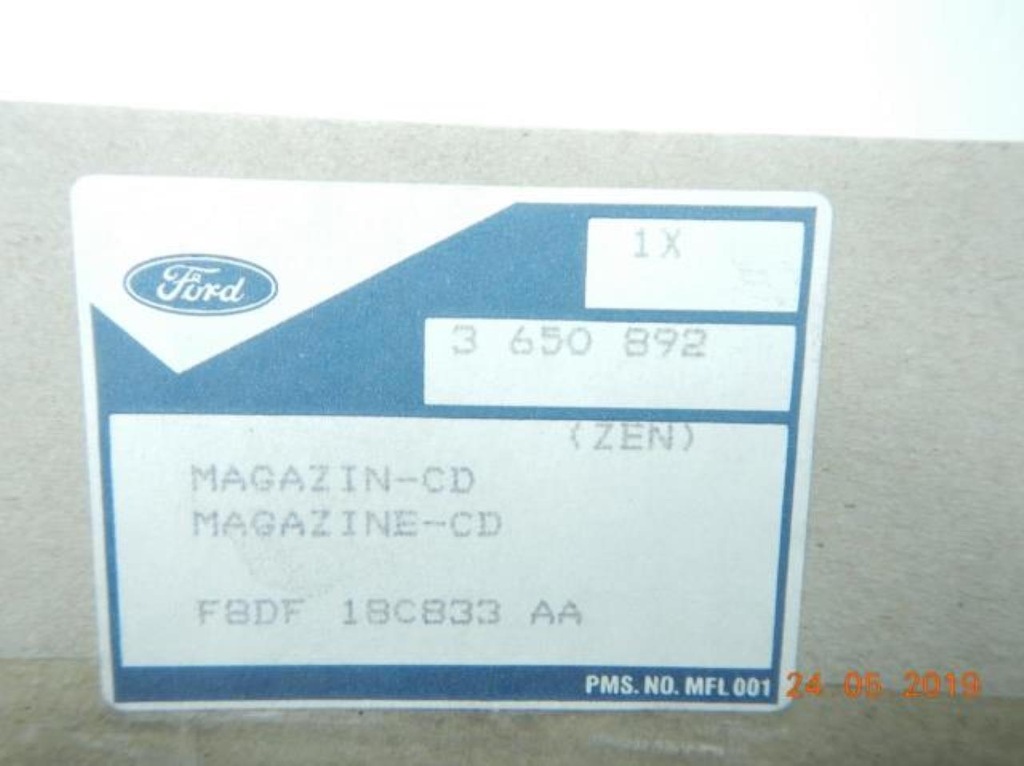 Ford
1X
3 650 892
(ZEN)
MAGAZIN-CD
MAGAZINE-CD
F8DF 18C833 AA
PMS. NO. MFL 001
24 05 2019